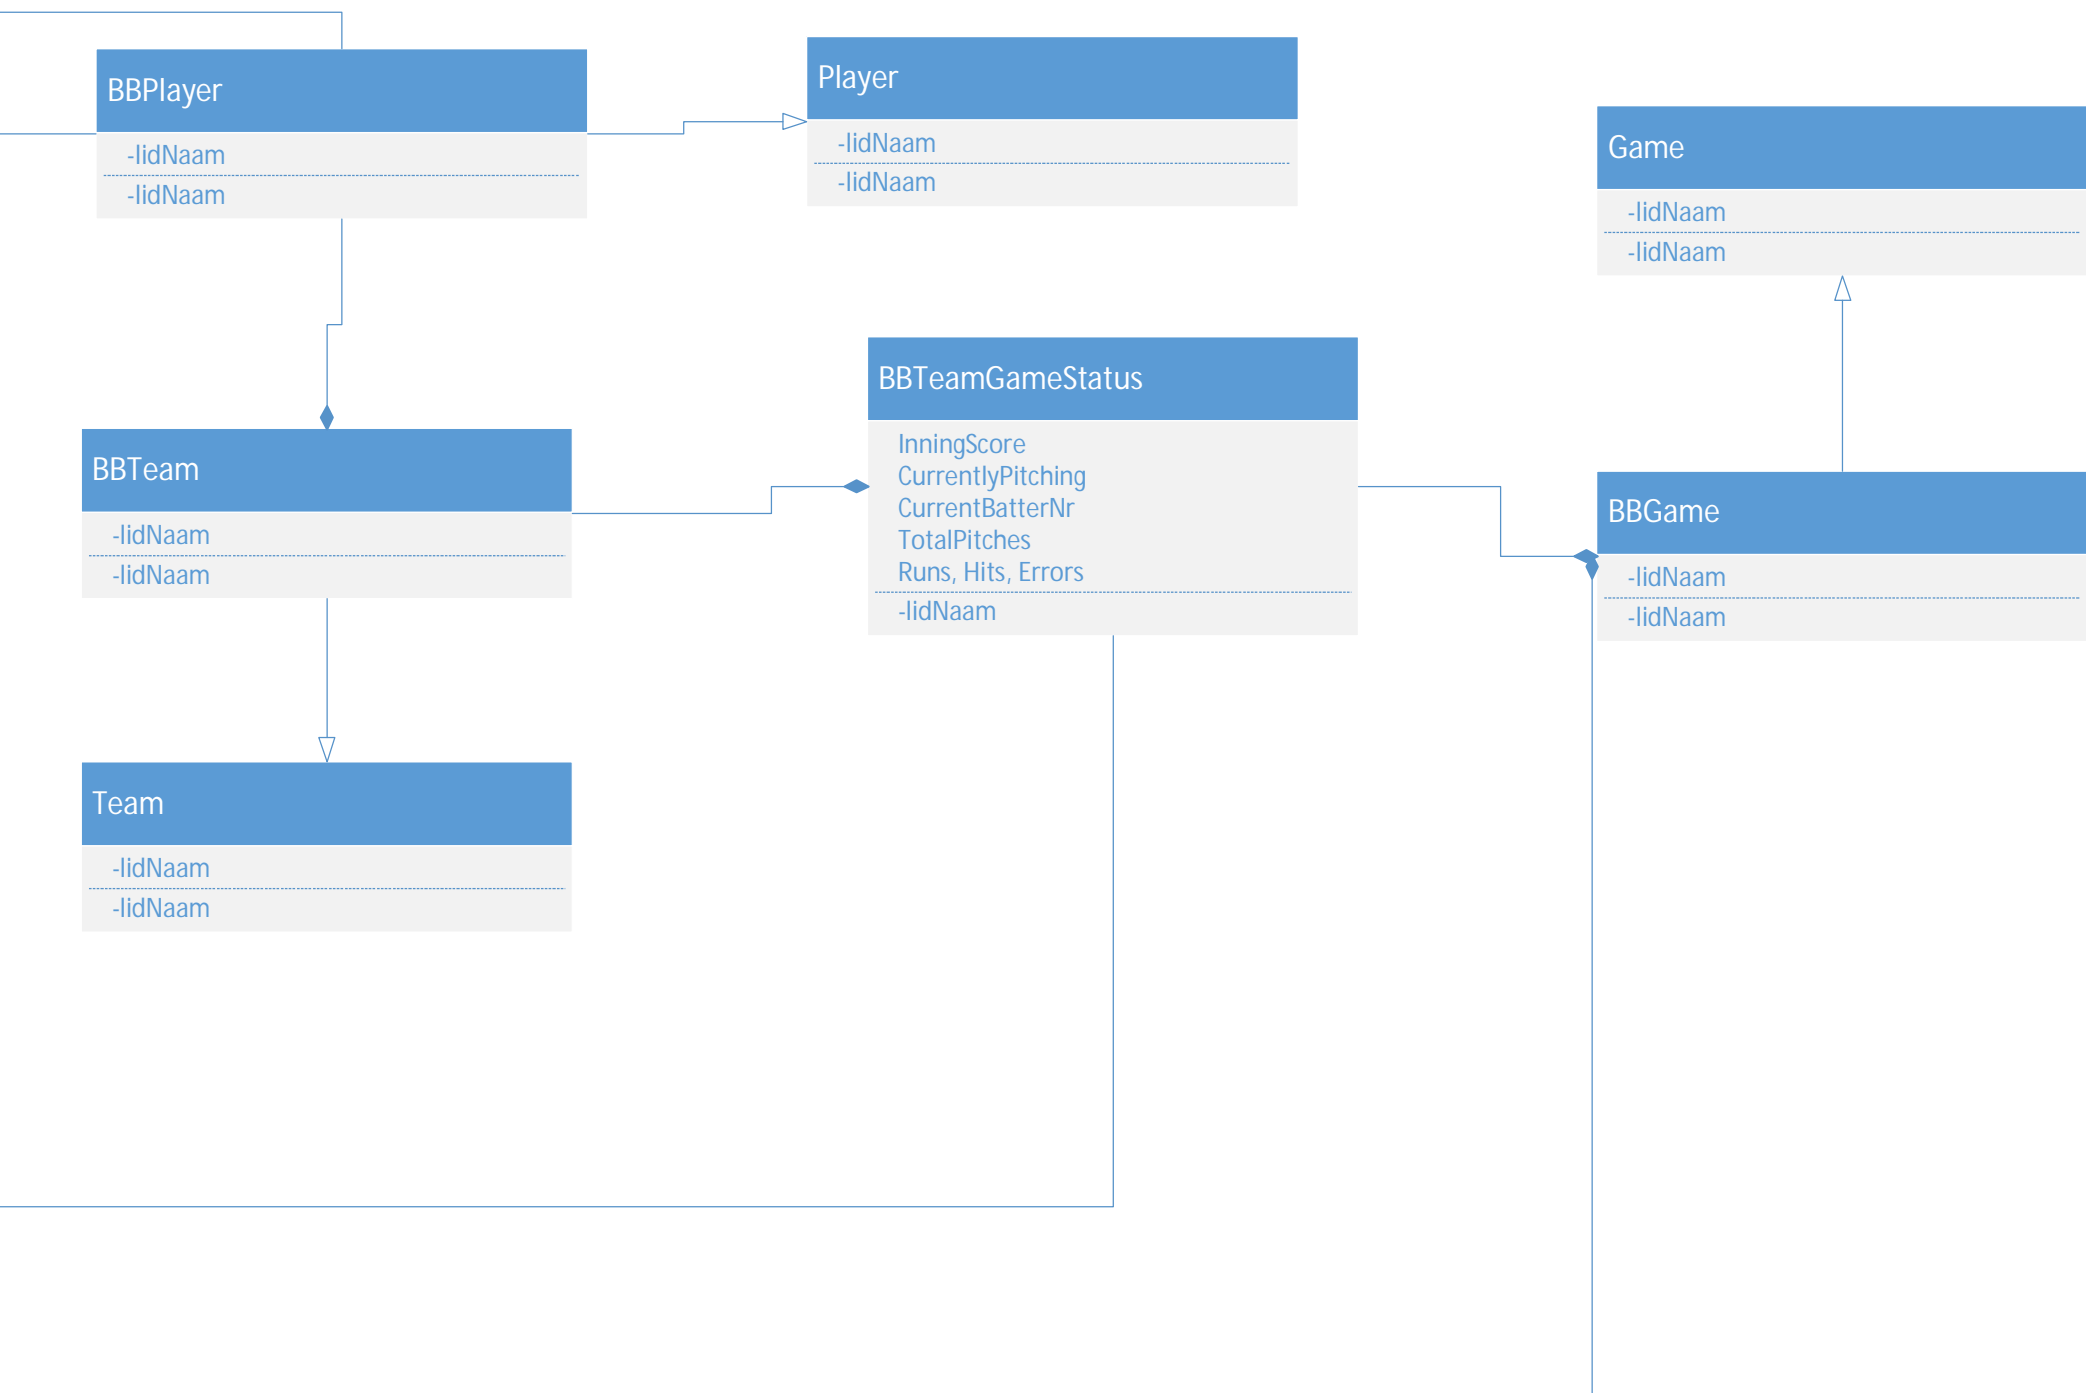 BBPlayer
-lidNaam
-lidNaam
Player
-lidNaam
-lidNaam
Game
-lidNaam
-lidNaam
BBTeamGameStatus
InningScore
CurrentlyPitching
CurrentBatterNr
TotalPitches
Runs, Hits, Errors
-lidNaam
BBTeam
-lidNaam
-lidNaam
BBGame
-lidNaam
-lidNaam
Team
-lidNaam
-lidNaam